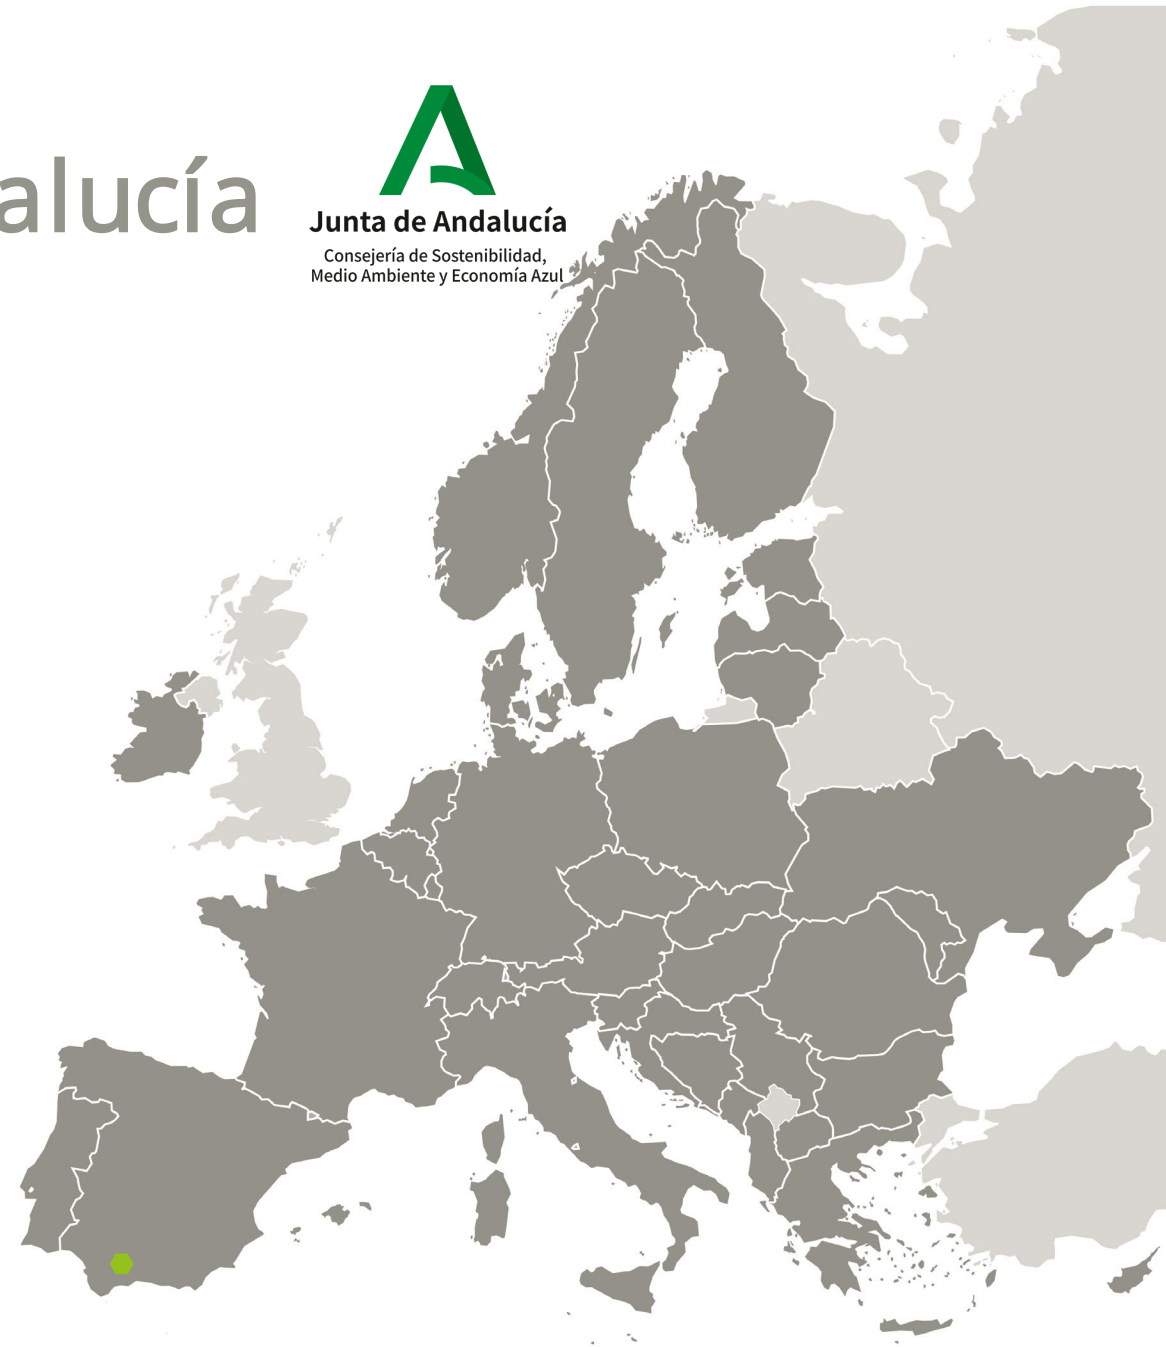 alucía
Junta de Andalucía
Consejería de Sostenibilidad,
Medio Ambiente y Economía Azul